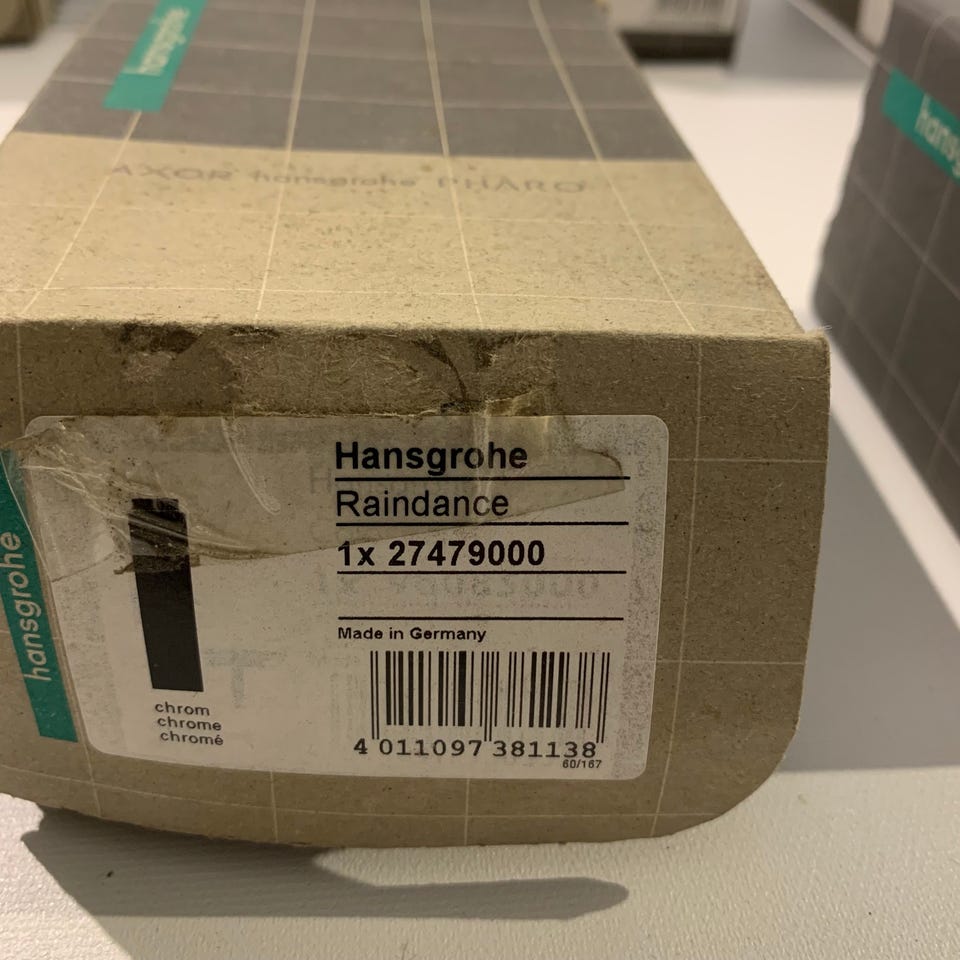 hansgrohe
AXOR hansgrohe PHARO
hansg
hansgrohe
Hansgrohe
Raindance
1x 27479000
Made in Germany
chrom
chrome
chromé
4 011097 381138
60/167